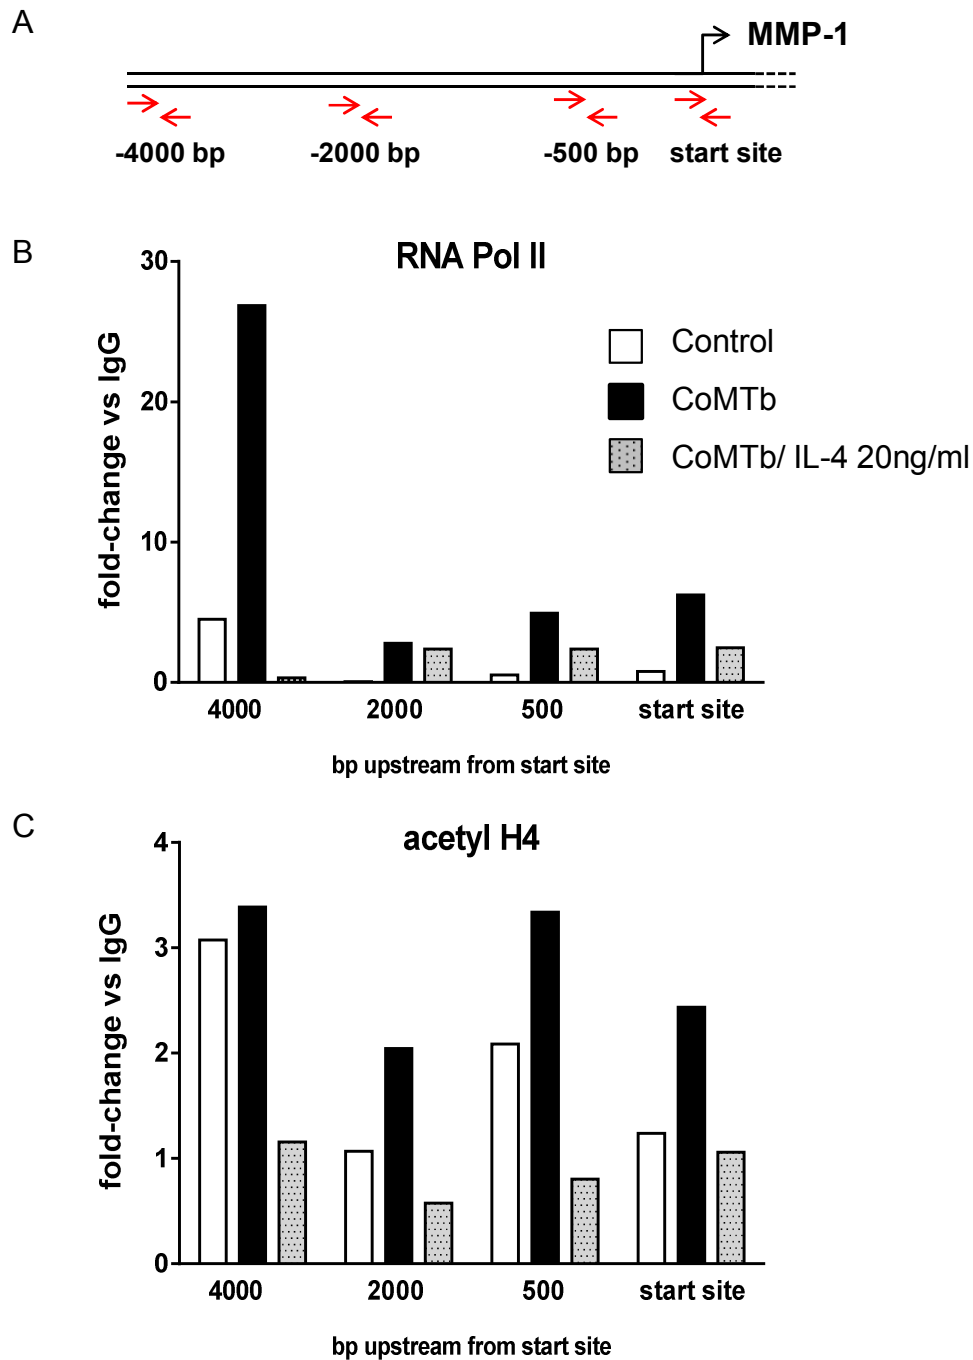 A
MMP-1
-4000 bp
-2000 bp
-500 bp
start site
B
RNA Pol II
fold-change vs IgG
30
20
10
0
Control
CoMTb
CoMTb/ IL-4 20ng/ml
4000
2000
500
start site
bp upstream from start site
C
acetyl H4
fold-change vs IgG
4
3
2
1
0
4000
2000
500
start site
bp upstream from start site